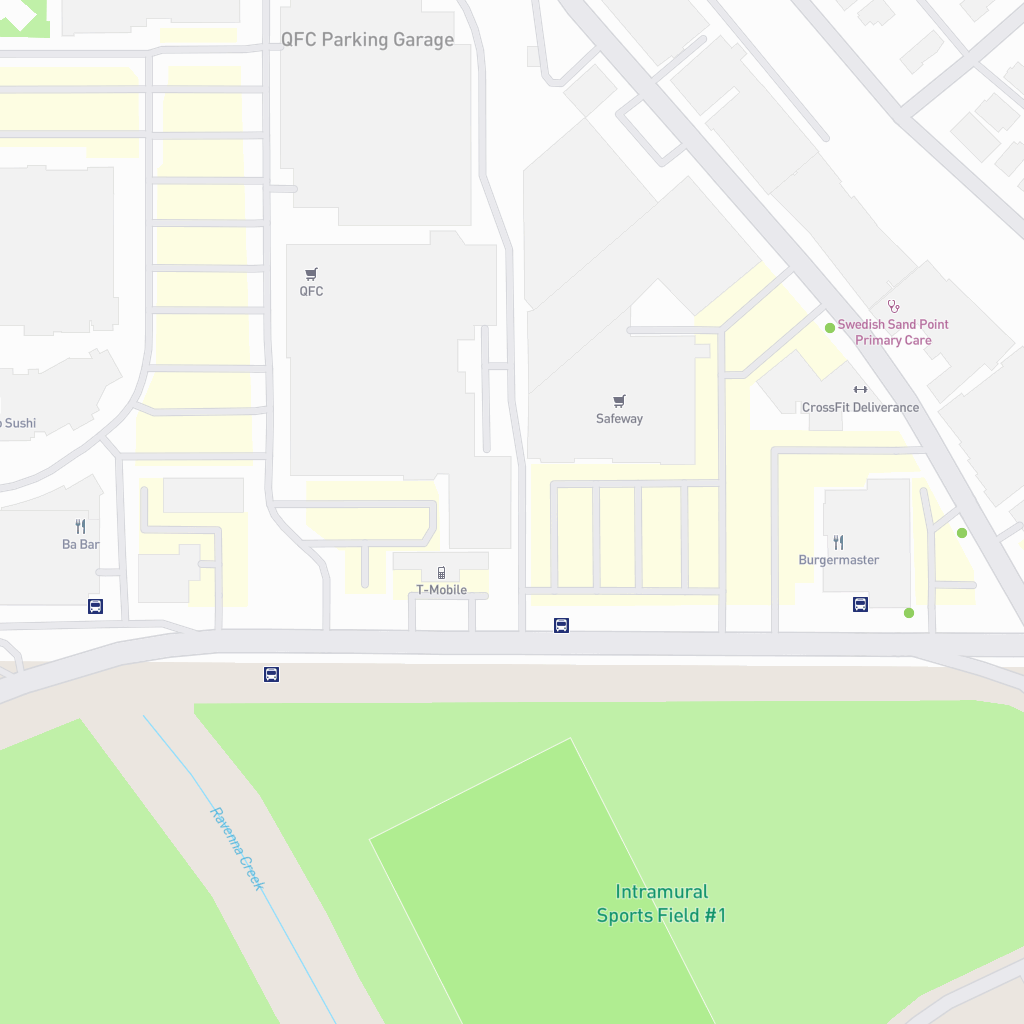 QFC Parking Garage
QFC
Swedish Sand Point
Primary Care
Safeway
CrossFit Deliverance
Sushi
Ba Bar
Burgermaster
T-Mobile
Ravenna Creek
Intramural
Sports Field #1